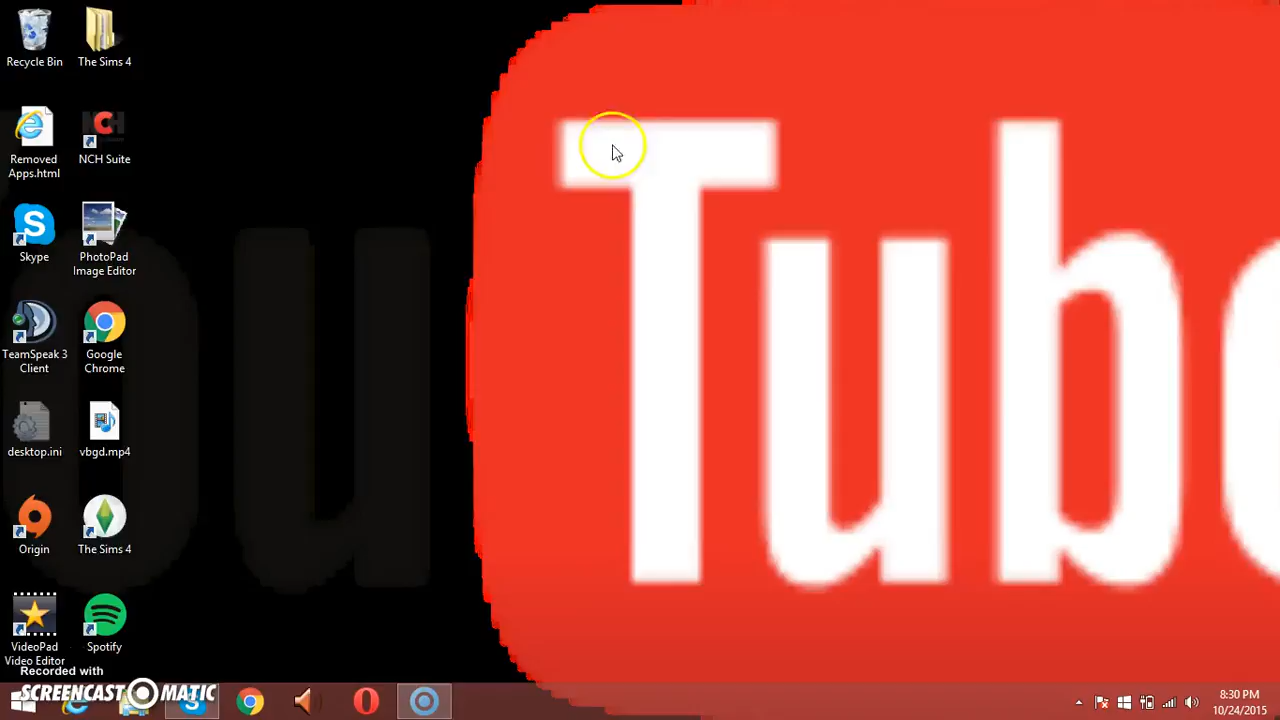 Recycle Bin
The Sims 4
Removed
Apps.html
NCH Suite
Skype
PhotoPad
Image Editor
TeamSpeak 3
Client
Google
Chrome
desktop.ini
vbgd.mp4
Origin
The Sims 4
VideoPad
Video Editor
Spotify
ou Tube
Recorded with
SCREENCAST MATIC
8:30 PM
10/24/2015